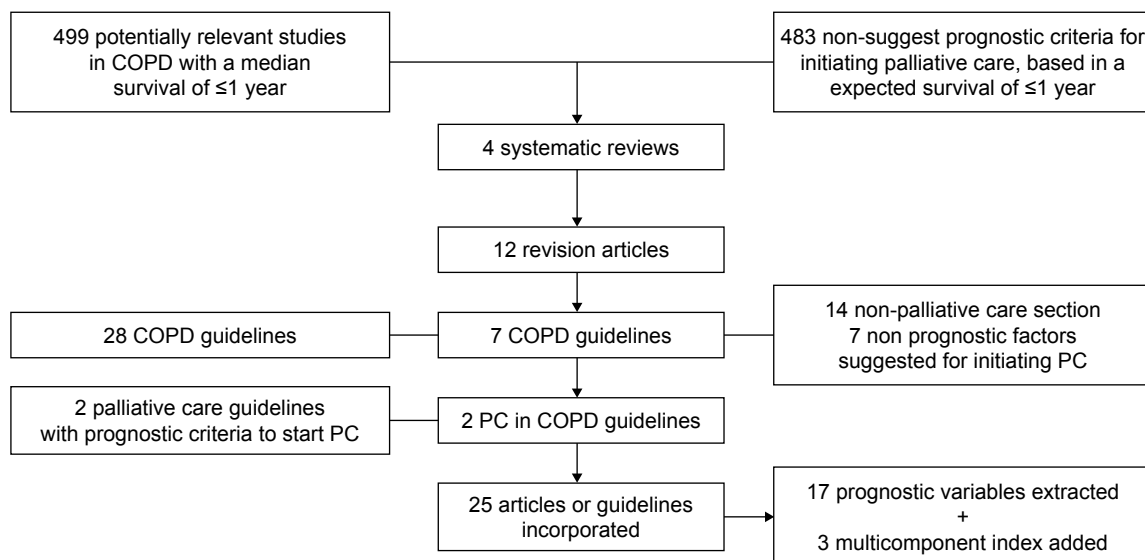 499 potentially relevant studies
in COPD with a median
survival of ≤1 year
483 non-suggest prognostic criteria for
initiating palliative care, based in a
expected survival of ≤1 year
4 systematic reviews
12 revision articles
28 COPD guidelines
7 COPD guidelines
14 non-palliative care section
7 non prognostic factors
suggested for initiating PC
2 palliative care guidelines
with prognostic criteria to start PC
2 PC in COPD guidelines
25 articles or guidelines
incorporated
17 prognostic variables extracted
+
3 multicomponent index added